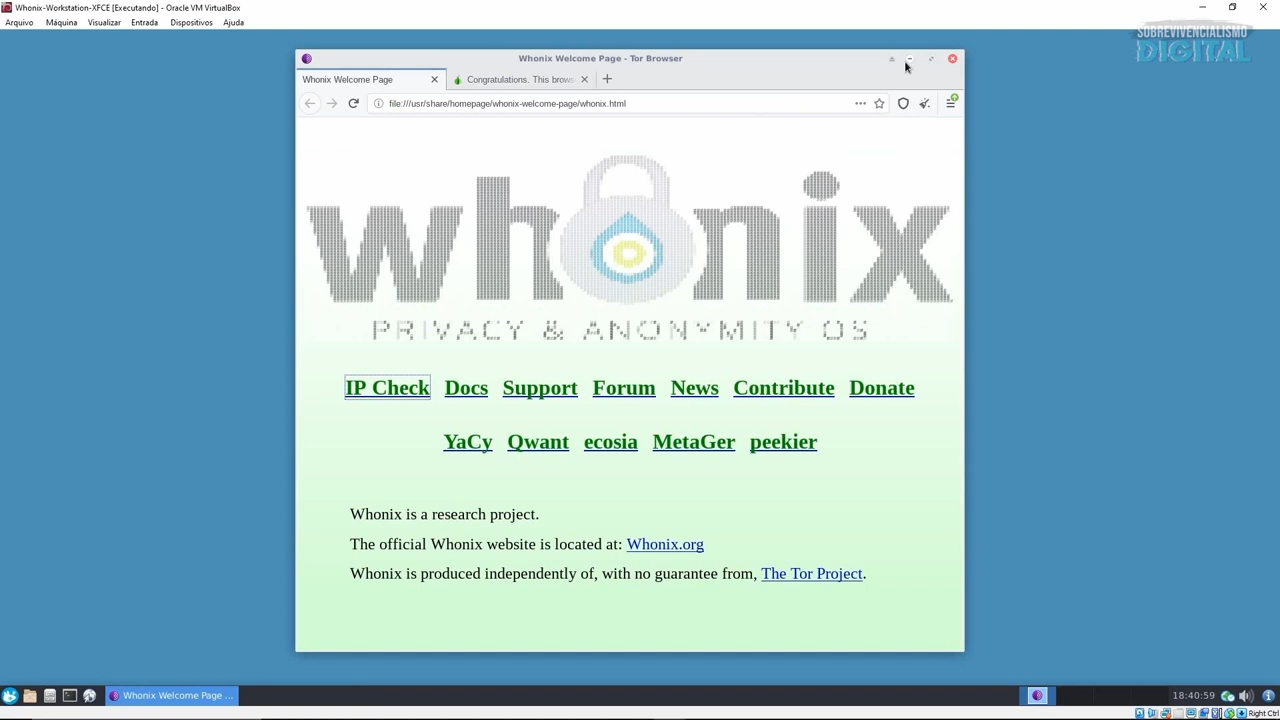 Whonix-Workstation-XFCE [Executando] - Oracle VM VirtualBox
Arquivo Máquina Visualizar Entrada Dispositivos Ajuda
SOBREVIVENCIALISMO
DIGITAL
Whonix Welcome Page - Tor Browser
Whonix Welcome Page Congratulations. This brows
file:///usr/share/homepage/whonix-welcome-page/whonix.html
whonix
PRIVACY & ANONYMITY OS
IP Check Docs Support Forum News Contribute Donate
YaCy Qwant ecosia MetaGer peekier
Whonix is a research project.
The official Whonix website is located at: Whonix.org
Whonix is produced independently of, with no guarantee from, The Tor Project.
Whonix Welcome Page ... 18:40:59
Right Ctrl